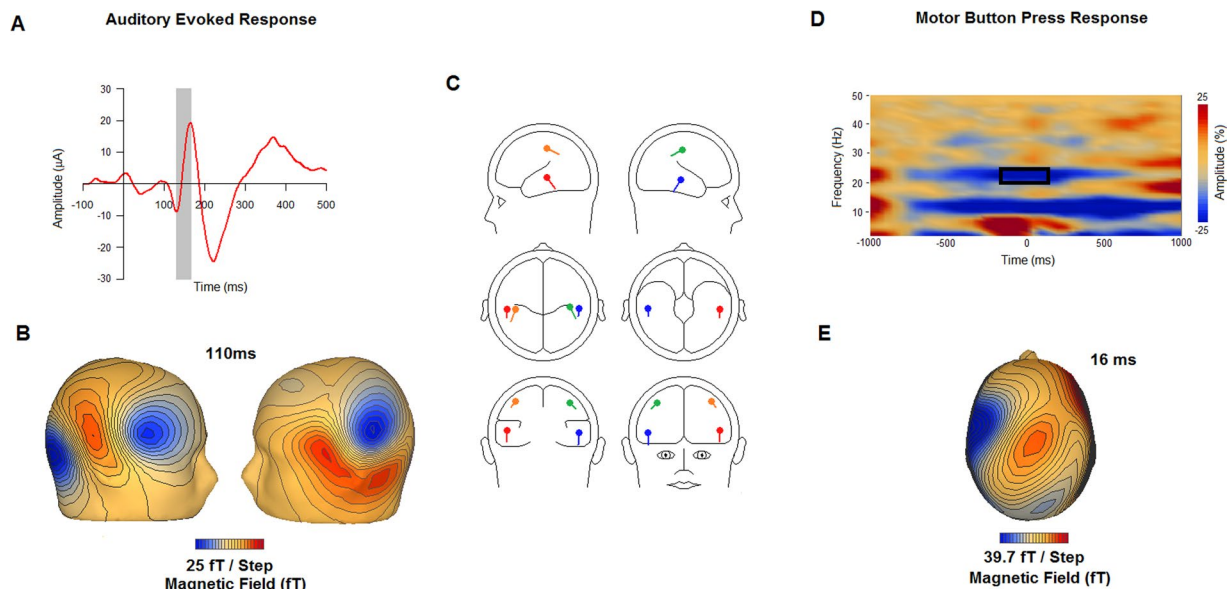 A
Auditory Evoked Response
30
20
10
0
-10
-20
-30
-100
0
100
200
300
400
500
Amplitude (µA)
Time (ms)
B
110ms
25 fT / Step
Magnetic Field (fT)
C
D
Motor Button Press Response
50
40
30
20
10
-1000
-500
0
500
1000
Frequency (Hz)
Time (ms)
25
-25
Amplitude (%)
E
16 ms
39.7 fT / Step
Magnetic Field (fT)